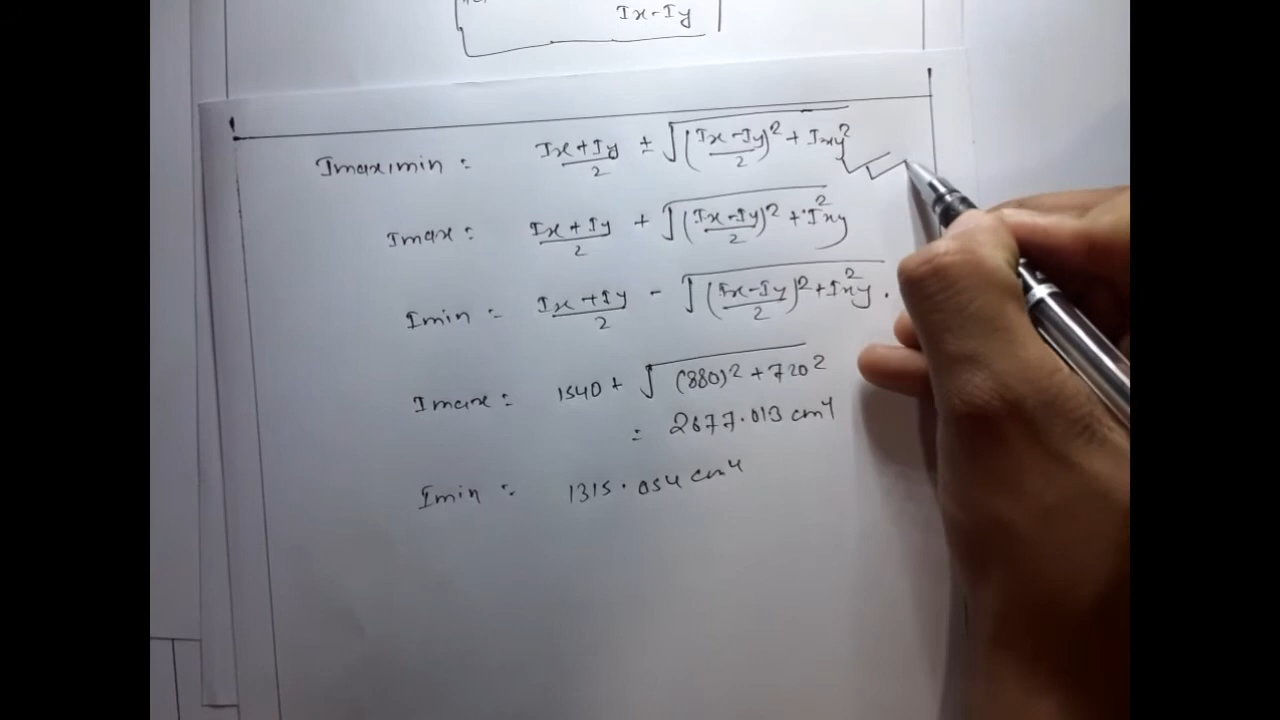 Ix-Iy
Imax,min = Ix+Iy/2 ± √(Ix-Iy/2)² + Ixy²
Imax = Ix+Iy/2 + √(Ix-Iy/2)² + I²xy
Imin = Ix+Iy/2 - √(Ix-Iy/2)² + Ixy².
Imax = 1540 + √(880)² + 720²
= 2677.013 cm⁴
Imin = 1315.054 cm⁴